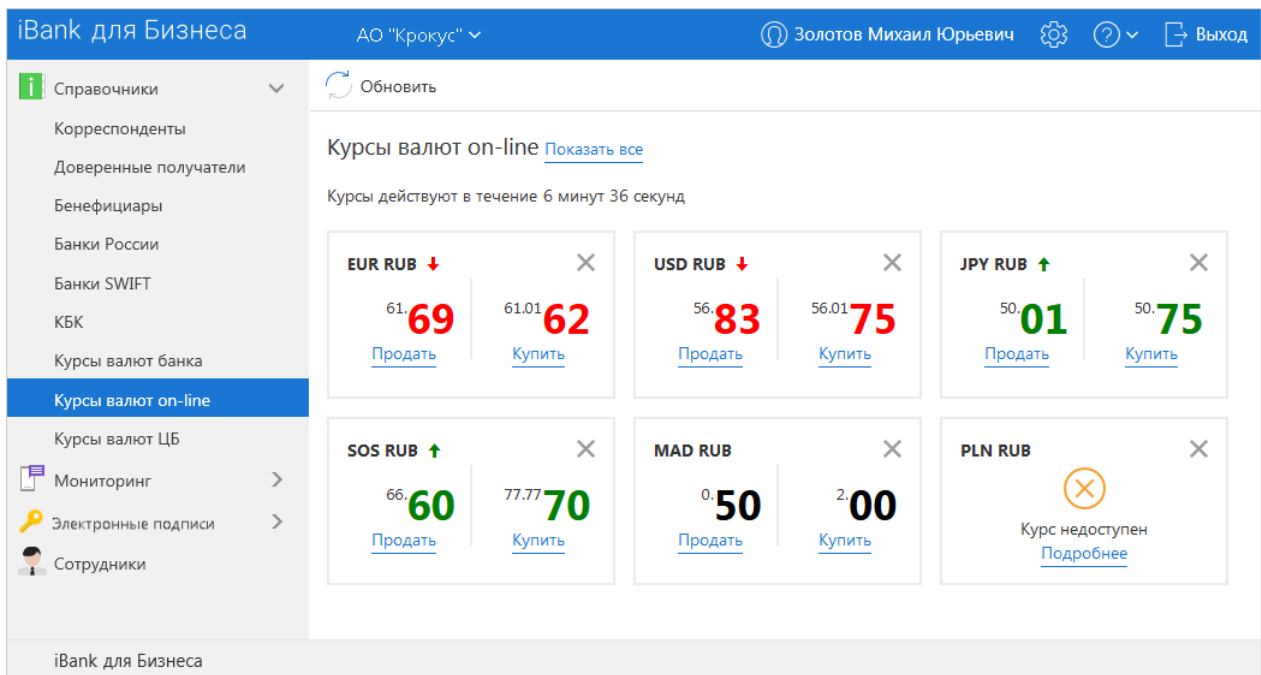 iBank для Бизнеса
АО "Крокус"
Золотов Михаил Юрьевич
?
Выход
i
Справочники
Корреспонденты
Доверенные получатели
Бенефициары
Банки России
Банки SWIFT
КБК
Курсы валют банка
Курсы валют on-line
Курсы валют ЦБ
Мониторинг
Электронные подписи
Сотрудники
Обновить
Курсы валют on-line Показать все
Курсы действуют в течение 6 минут 36 секунд
EUR RUB
61.69 61.0162
Продать Купить
USD RUB
56.83 56.0175
Продать Купить
JPY RUB
50.01 50.75
Продать Купить
SOS RUB
66.60 77.7770
Продать Купить
MAD RUB
0.50 2.00
Продать Купить
PLN RUB
Курс недоступен
Подробнее
iBank для Бизнеса